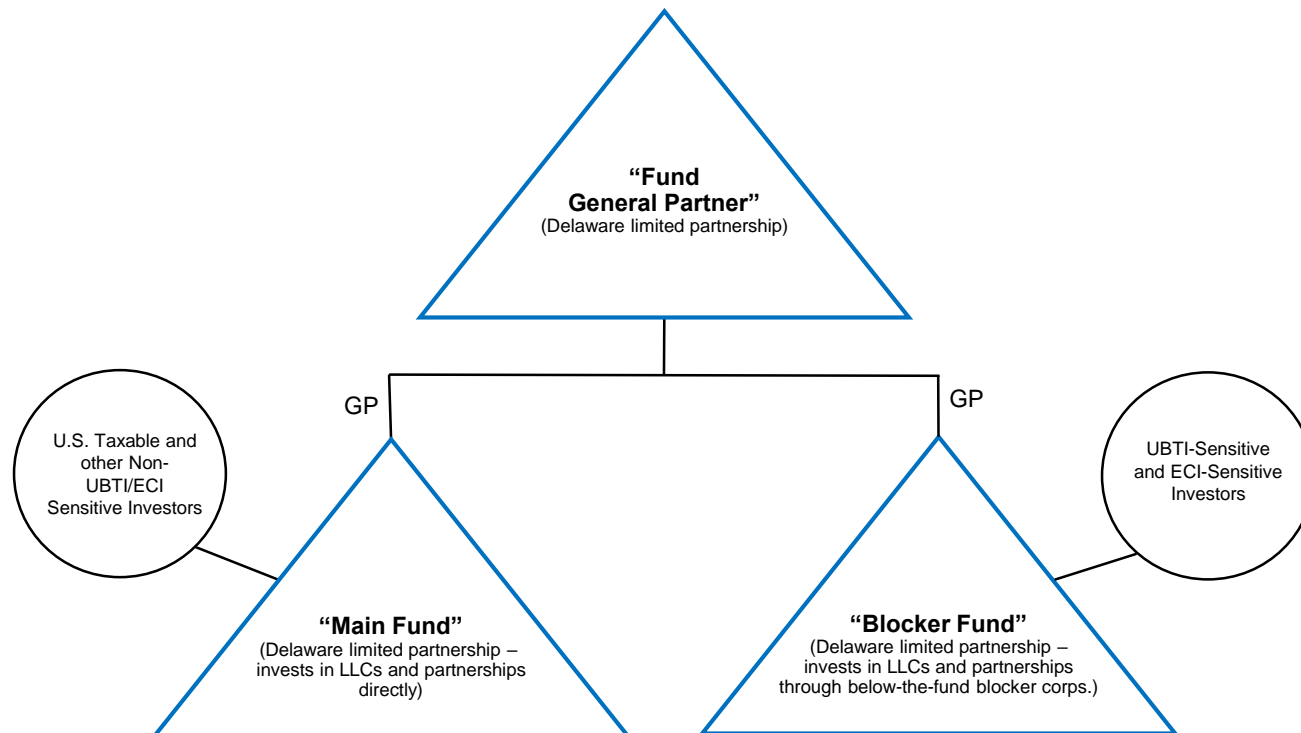 “Fund
General Partner”
(Delaware limited partnership)
GP
GP
U.S. Taxable and
other Non-
UBTI/ECI
Sensitive Investors
UBTI-Sensitive
and ECI-Sensitive
Investors
“Main Fund”
(Delaware limited partnership –
invests in LLCs and partnerships
directly)
“Blocker Fund”
(Delaware limited partnership –
invests in LLCs and partnerships
through below-the-fund blocker corps.)